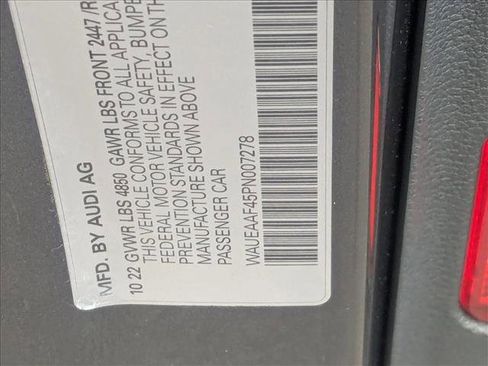 MFD. BY AUDI AG
10 22 GVWR LBS 4860 GAWR LBS FRONT 2447 /R
THIS VEHICLE CONFORMS TO ALL APPLICA
FEDERAL MOTOR VEHICLE SAFETY, BUMPE
PREVENTION STANDARDS IN EFFECT ON TH
MANUFACTURE SHOWN ABOVE
PASSENGER CAR
WAUEAAF45PN007278